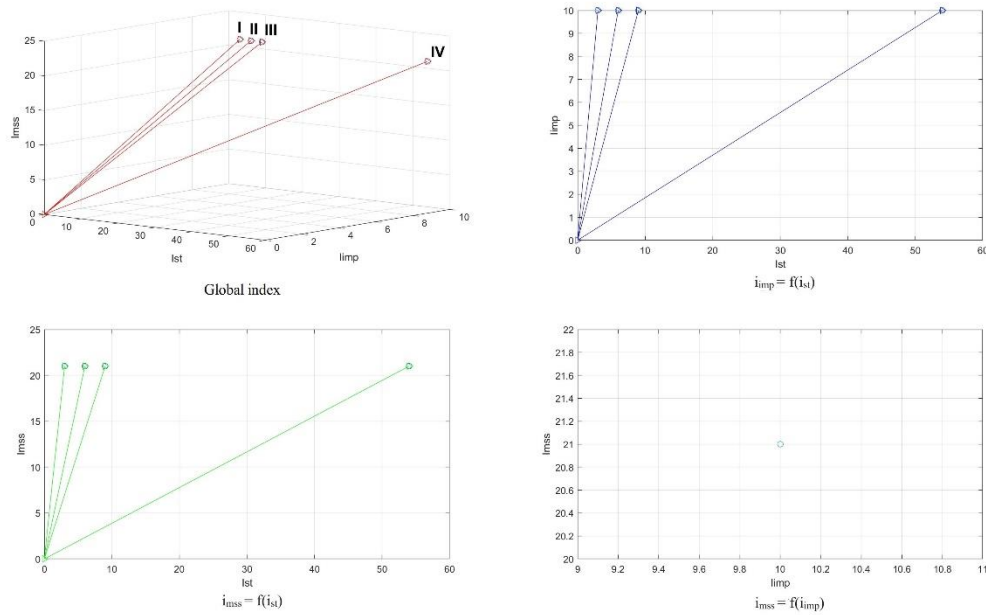 I II III
IV
25
20
15
10
5
0
Imss
0 10 20 30 40 50 60
Ist
0 2 4 6 8 10
Iimp
Global index
10
9
8
7
6
5
4
3
2
1
0
Iimp
0 10 20 30 40 50 60
Ist
iimp = f(ist)
25
20
15
10
5
0
Imss
0 10 20 30 40 50 60
Ist
imss = f(ist)
22
21.8
21.6
21.4
21.2
21
20.8
20.6
20.4
20.2
20
Imss
9 9.2 9.4 9.6 9.8 10 10.2 10.4 10.6 10.8 11
Iimp
imss = f(iimp)